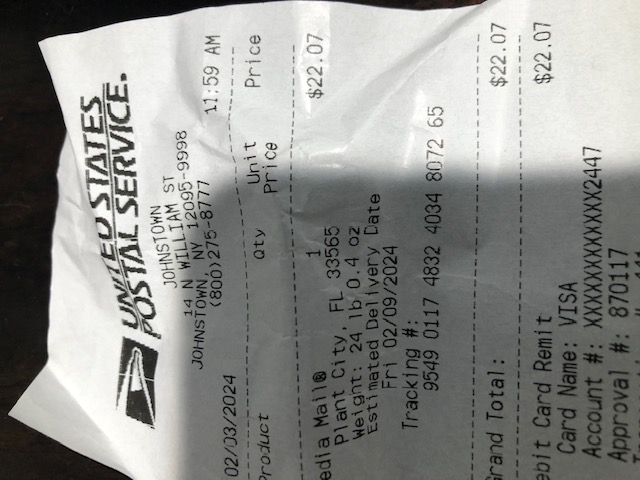 UNITED STATES
POSTAL SERVICE.
JOHNSTOWN
14 N WILLIAM ST
JOHNSTOWN, NY 12095-9998
(800)275-8777
02/03/2024 11:59 AM
Product Qty Unit Price
Price
edia Mail® 1 $22.07
Plant City, FL 33565
Weight: 24 lb 0.4 oz
Estimated Delivery Date
Fri 02/09/2024
Tracking #:
9549 0117 4832 4034 8072 65
Grand Total: $22.07
ebit Card Remit $22.07
Card Name: VISA
Account #: XXXXXXXXXXXX2447
Approval #: 870117